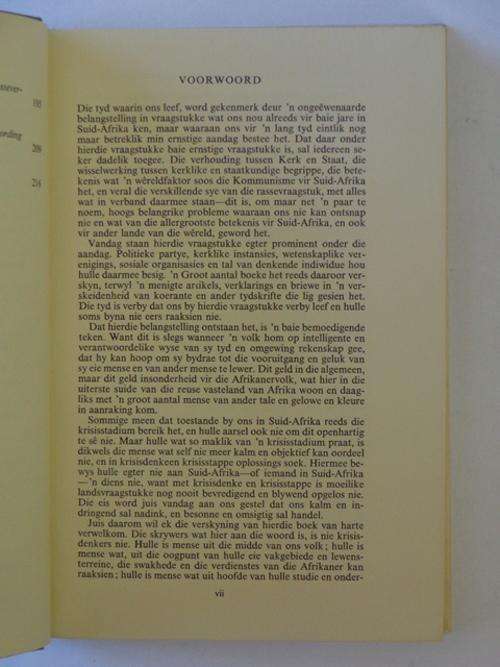 rassever-
195
ording
209
214
VOORWOORD
Die tyd waarin ons leef, word gekenmerk deur 'n ongeëwenaarde
belangstelling in vraagstukke wat ons nou alreeds vir baie jare in
Suid-Afrika ken, maar waaraan ons vir 'n lang tyd eintlik nog
maar betreklik min ernstige aandag bestee het. Dat daar onder
hierdie vraagstukke baie ernstige vraagstukke is, sal iedereen se-
ker dadelik toegee. Die verhouding tussen Kerk en Staat, die
wisselwerking tussen kerklike en staatkundige begrippe, die bete-
kenis wat 'n wêreldfaktor soos die Kommunisme vir Suid-Afrika
het, en veral die verskillende sye van die rassevraagstuk, met alles
wat in verband daarmee staan—dit is, om maar net 'n paar te
noem, hoogs belangrike probleme waaraan ons nie kan ontsnap
nie en wat van die allergrootste betekenis vir Suid-Afrika, en ook
vir ander lande van die wêreld, geword het.
Vandag staan hierdie vraagstukke egter prominent onder die
aandag. Politieke partye, kerklike instansies, wetenskaplike ver-
enigings, sosiale organisasies en tal van denkende individue hou
hulle daarmee besig. 'n Groot aantal boeke het reeds daaroor ver-
skyn, terwyl 'n menigte artikels, verklarings en briewe in 'n ver-
skeidenheid van koerante en ander tydskrifte die lig gesien het.
Die tyd is verby dat ons by hierdie vraagstukke verby leef en hulle
soms byna nie eers raaksien nie.
Dat hierdie belangstelling ontstaan het, is 'n baie bemoedigende
teken. Want dit is slegs wanneer 'n volk hom op intelligente en
verantwoordelike wyse van sy tyd en omgewing rekenskap gee,
dat hy kan hoop om sy bydrae tot die vooruitgang en geluk van
sy eie mense en van ander mense te lewer. Dit geld in die algemeen,
maar dit geld insonderheid vir die Afrikanervolk, wat hier in die
uiterste suide van die reuse vasteland Afrika woon en daag-
liks met 'n groot aantal mense van ander tale en gelowe en kleure
in aanraking kom.
Sommige meen dat toestande by ons in Suid-Afrika reeds die
krisisstadium bereik het, en hulle aarsel ook nie om dit openhartig
te sê nie. Maar hulle wat so maklik van 'n krisisstadium praat, is
dikwels die mense wat self nie meer kalm en objektief kan oordeel
nie, en in krisisdenkeen krisisstappe oplossings soek. Hiermee be-
wys hulle egter nie aan Suid-Afrika—of iemand in Suid-Afrika
—'n diens nie, want met krisisdenke en krisisstappe is moeilike
landsvraagstukke nog nooit bevredigend en blywend opgelos nie.
Die eis word juis vandag aan ons gestel dat ons kalm en in-
dringend sal nadink, en besonne en omsigtig sal handel.
Juis daarom wil ek die verskyning van hierdie boek van harte
verwelkom. Die skrywers wat hier aan die woord is, is nie krisis-
denkers nie. Hulle is mense uit die midde van ons volk; hulle is
mense wat, uit die oogpunt van hulle eie vakgebiede en lewens-
terreine, die swakhede en die verdienstes van die Afrikaner kan
raaksien; hulle is mense wat uit hoofde van hulle studie en onder-
vii